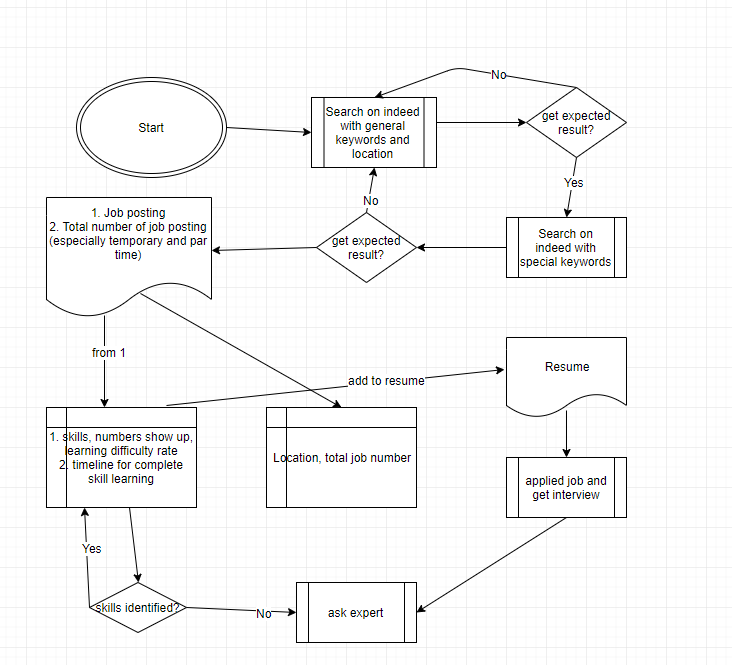 No
Search on indeed
with general
keywords and
location
get expected
result?
Start
Yes
1. Job posting
2. Total number of job posting
(especially temporary and par
time)
No
get expected
result?
Search on
indeed with
special keywords
from 1
Resume
add to resume
1. skills, numbers show up,
learning difficulty rate
2. timeline for complete
skill learning
Location, total job number
applied job and
get interview
Yes
skills identified?
No
ask expert